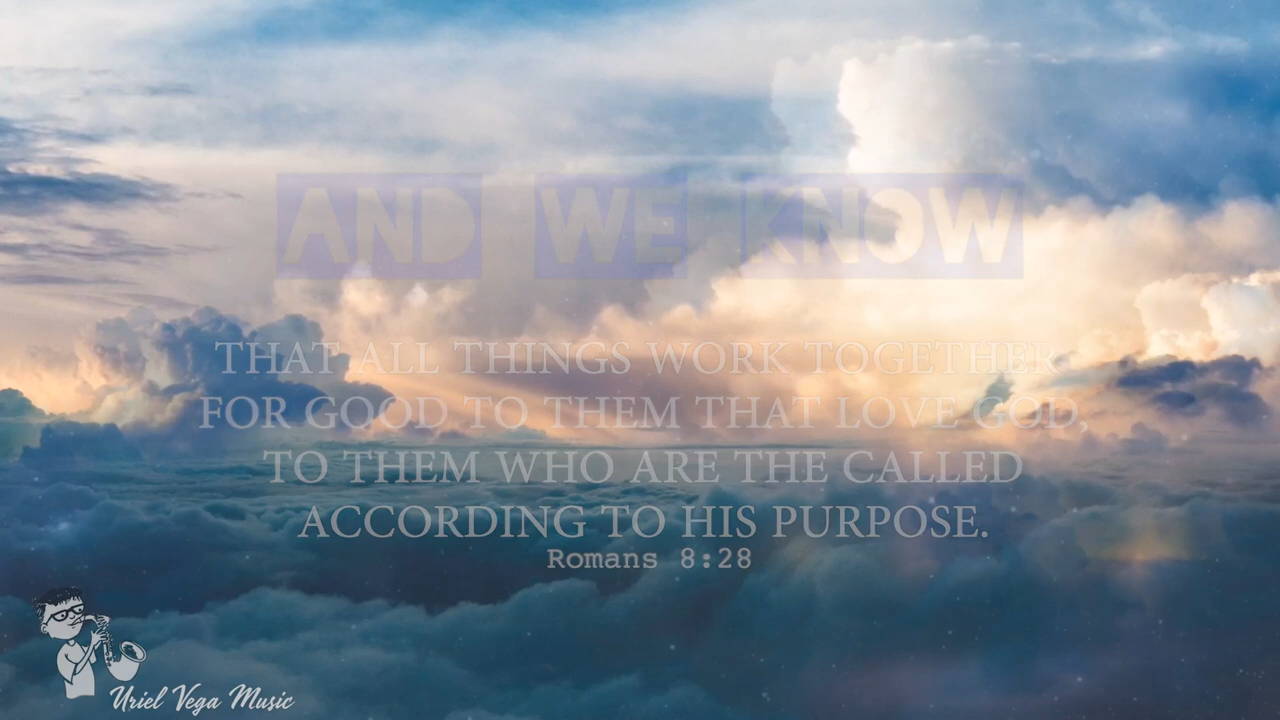 AND WE KNOW
THAT ALL THINGS WORK TOGETHER
FOR GOOD TO THEM THAT LOVE GOD,
TO THEM WHO ARE THE CALLED
ACCORDING TO HIS PURPOSE.
Romans 8:28
Uriel Vega Music